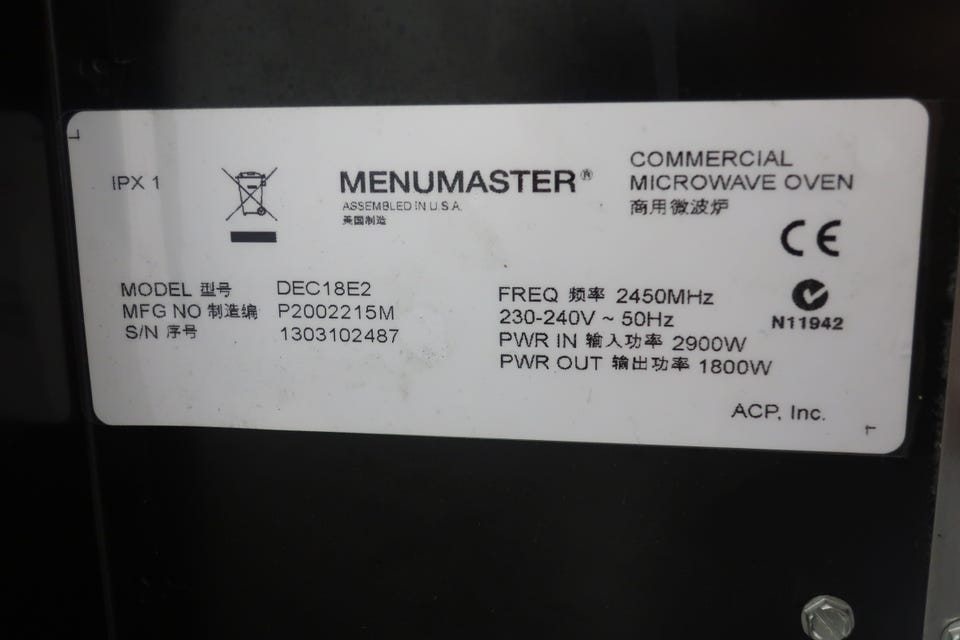 IPX 1
MENUMASTER®
ASSEMBLED IN U.S.A.
美国制造
COMMERCIAL
MICROWAVE OVEN
商用微波炉
CE
MODEL 型号 DEC18E2
MFG NO 制造编 P2002215M
S/N 序号 1303102487
FREQ 频率 2450MHz
230-240V ~ 50Hz
PWR IN 输入功率 2900W
PWR OUT 输出功率 1800W
N11942
ACP, Inc.